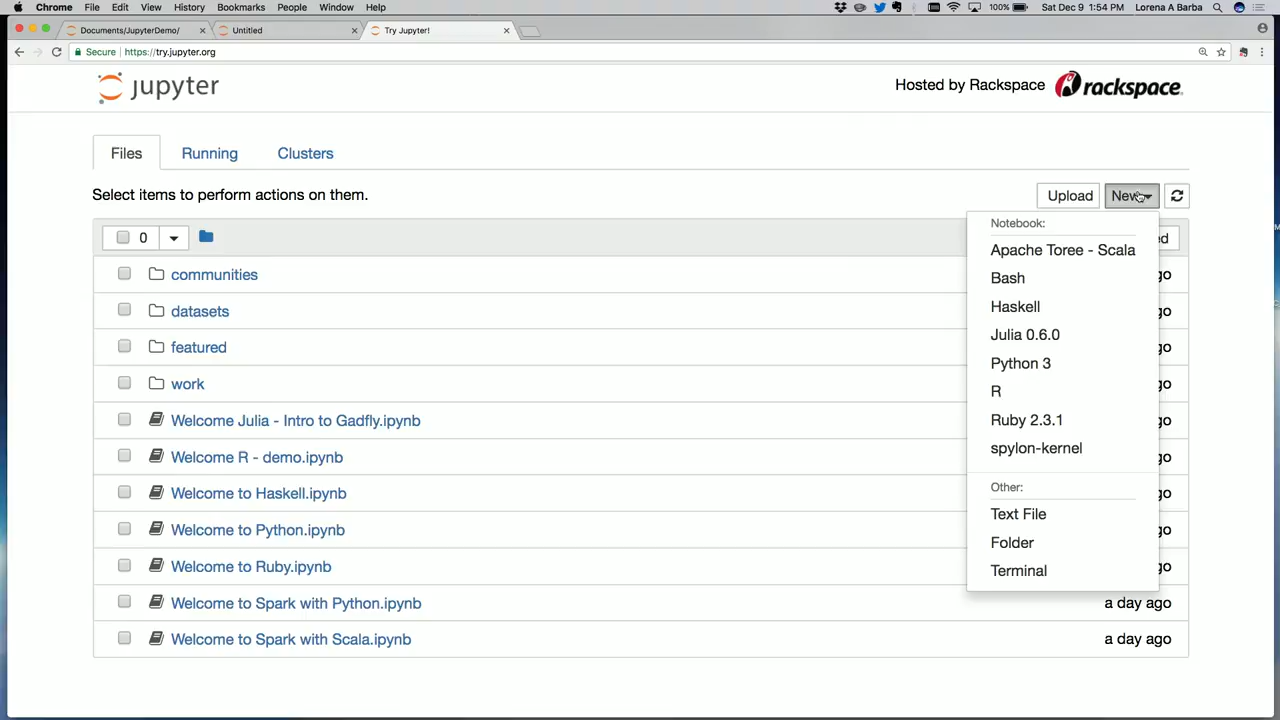 Chrome File Edit View History Bookmarks People Window Help 100% Sat Dec 9 1:54 PM Lorena A Barba
Documents/JupyterDemo/ Untitled Try Jupyter!
Secure https://try.jupyter.org
jupyter Hosted by Rackspace rackspace
Files Running Clusters
Select items to perform actions on them. Upload New
0
Notebook:
Apache Toree - Scala
Bash
Haskell
Julia 0.6.0
Python 3
R
Ruby 2.3.1
spylon-kernel
Other:
Text File
Folder
Terminal
communities
datasets
featured
work
Welcome Julia - Intro to Gadfly.ipynb
Welcome R - demo.ipynb
Welcome to Haskell.ipynb
Welcome to Python.ipynb
Welcome to Ruby.ipynb
Welcome to Spark with Python.ipynb a day ago
Welcome to Spark with Scala.ipynb a day ago